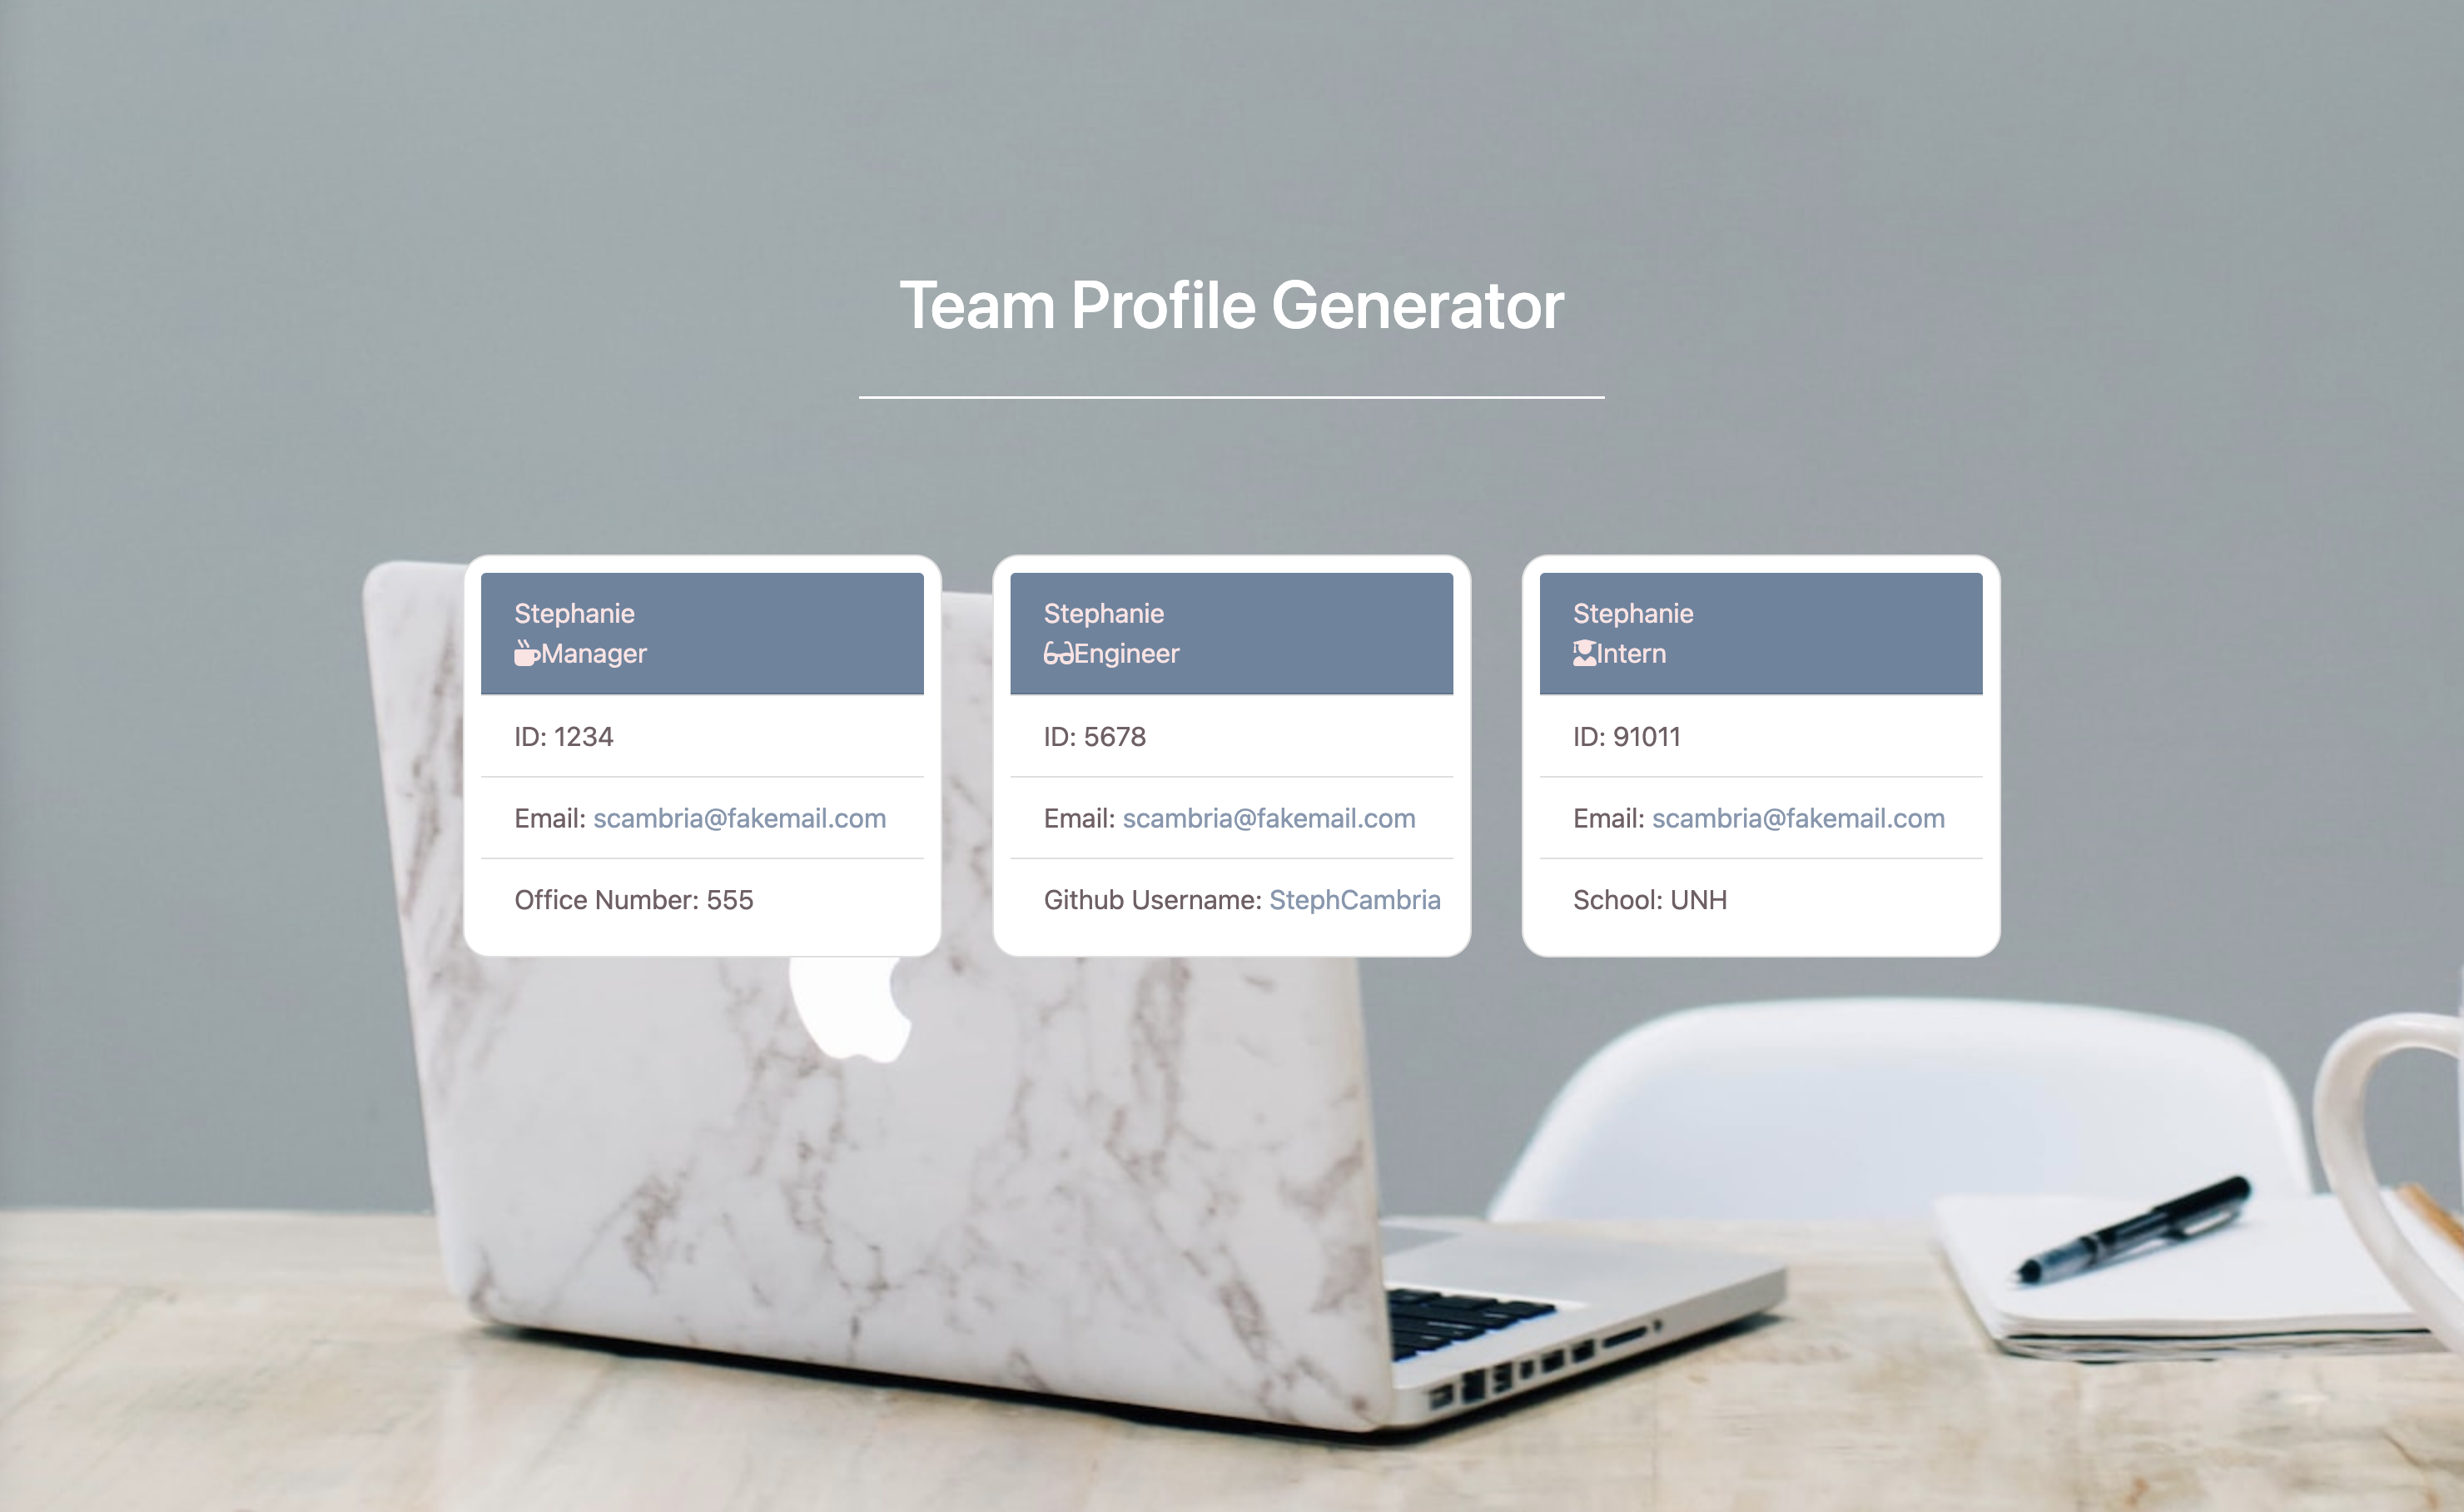 Team Profile Generator
Stephanie
Manager
ID: 1234
Email: scambria@fakemail.com
Office Number: 555
Stephanie
Engineer
ID: 5678
Email: scambria@fakemail.com
Github Username: StephCambria
Stephanie
Intern
ID: 91011
Email: scambria@fakemail.com
School: UNH